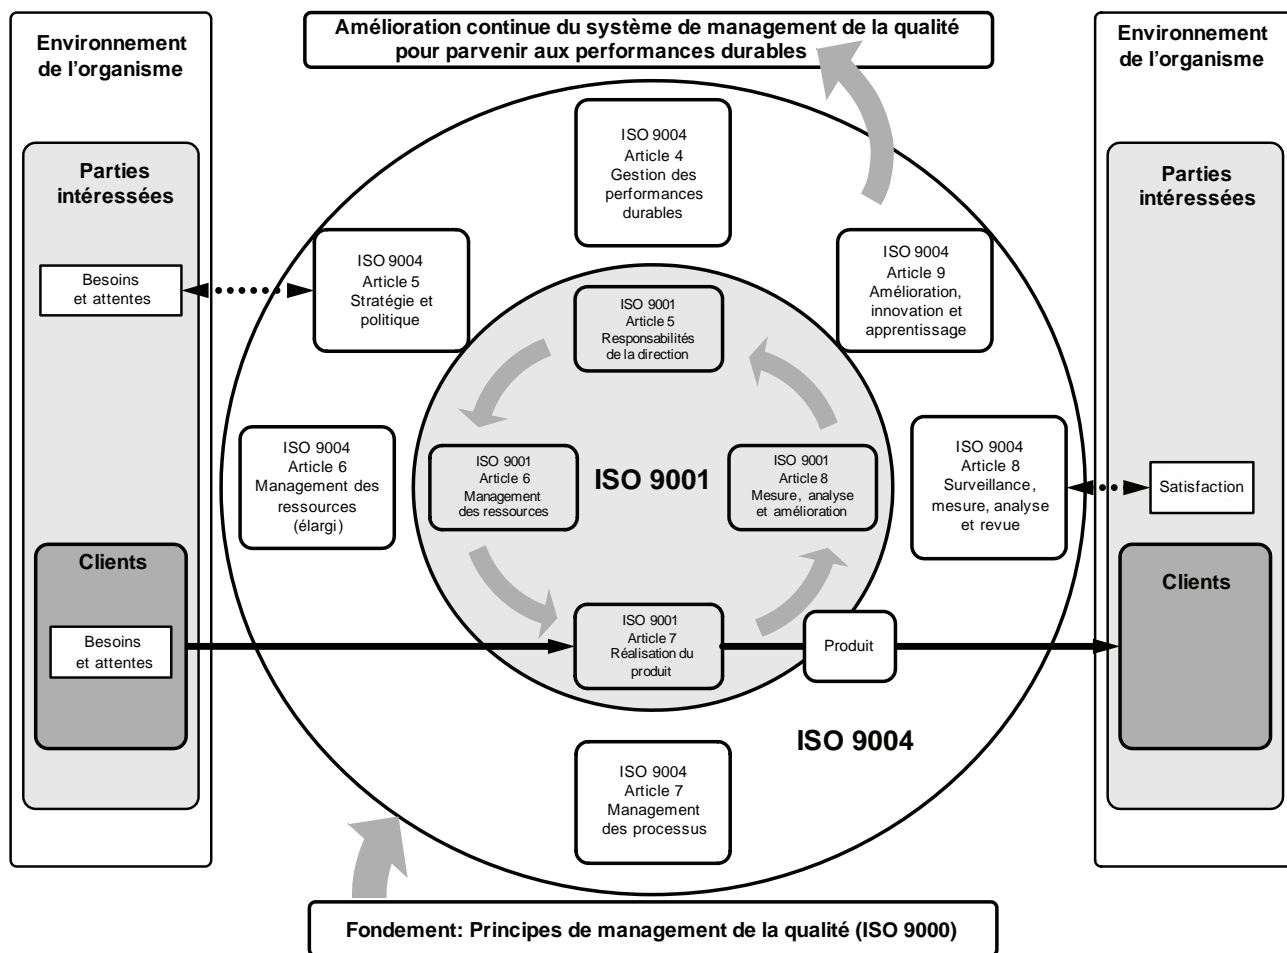 Amélioration continue du système de management de la qualité
pour parvenir aux performances durables
Environnement
de l'organisme
Parties
intéressées
Besoins
et attentes
Clients
Besoins
et attentes
ISO 9004
Article 4
Gestion des
performances
durables
ISO 9004
Article 5
Stratégie et
politique
ISO 9004
Article 9
Amélioration,
innovation et
apprentissage
ISO 9001
Article 5
Responsabilités
de la direction
ISO 9004
Article 6
Management des
ressources
(élargi)
ISO 9001
Article 6
Management
des ressources
ISO 9001
ISO 9001
Article 8
Mesure, analyse
et amélioration
ISO 9004
Article 8
Surveillance,
mesure, analyse
et revue
ISO 9001
Article 7
Réalisation du
produit
Produit
ISO 9004
ISO 9004
Article 7
Management
des processus
Environnement
de l'organisme
Parties
intéressées
Satisfaction
Clients
Fondement: Principes de management de la qualité (ISO 9000)